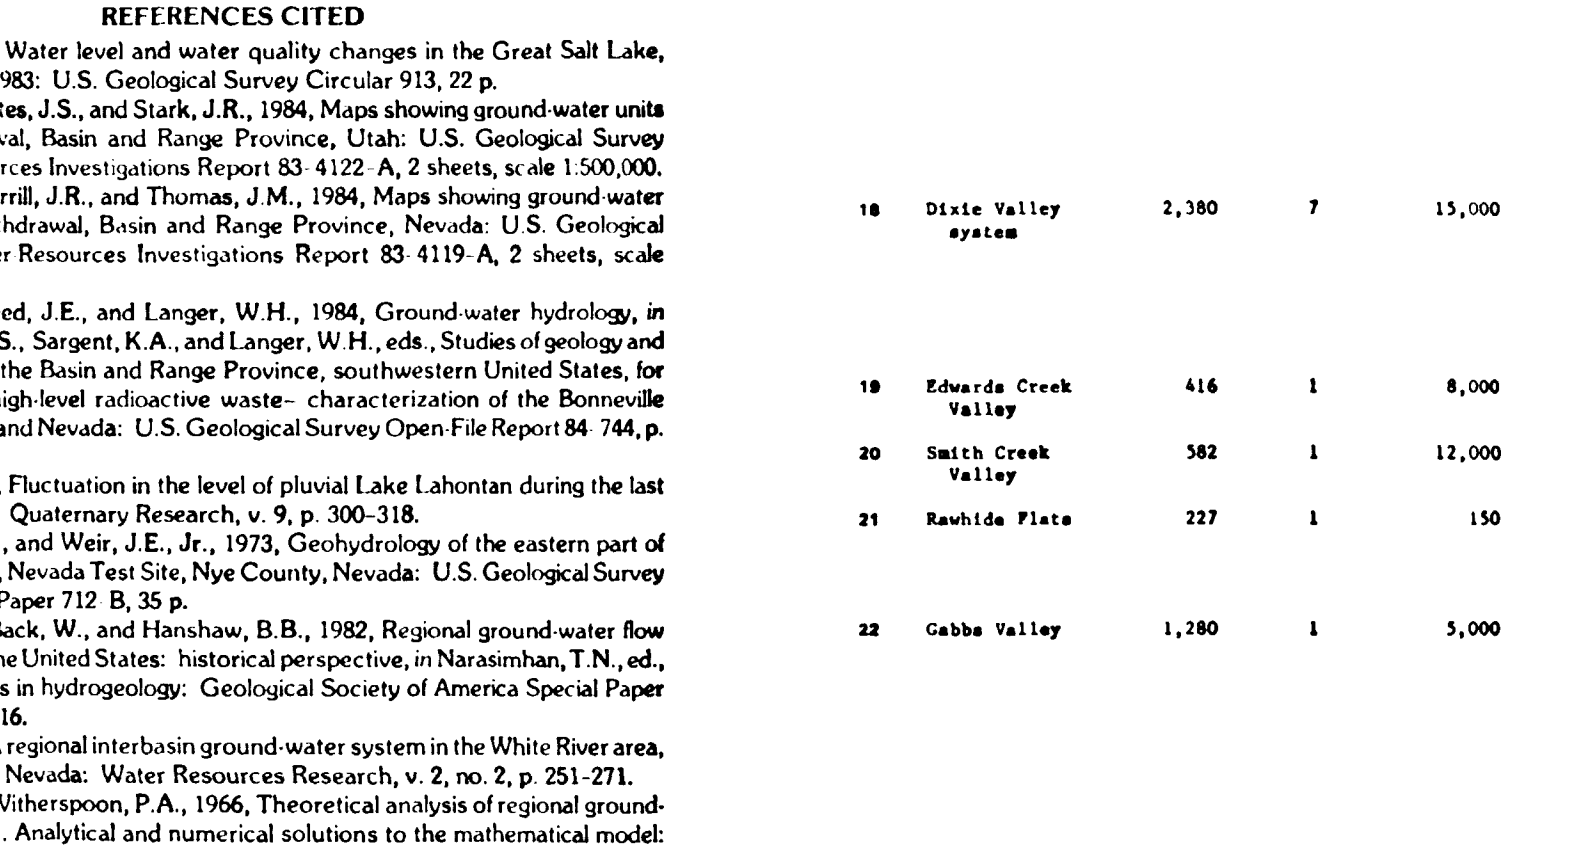 REFERENCES CITED
Water level and water quality changes in the Great Salt Lake,
983: U.S. Geological Survey Circular 913, 22 p.
tes, J.S., and Stark, J.R., 1984, Maps showing ground-water units
val, Basin and Range Province, Utah: U.S. Geological Survey
rces Investigations Report 83-4122-A, 2 sheets, scale 1:500,000.
rrill, J.R., and Thomas, J.M., 1984, Maps showing ground-water
hdrawal, Basin and Range Province, Nevada: U.S. Geological
er Resources Investigations Report 83-4119-A, 2 sheets, scale
ed, J.E., and Langer, W.H., 1984, Ground-water hydrology, in
S., Sargent, K.A., and Langer, W.H., eds., Studies of geology and
the Basin and Range Province, southwestern United States, for
igh-level radioactive waste- characterization of the Bonneville
and Nevada: U.S. Geological Survey Open-File Report 84-744, p.
, Fluctuation in the level of pluvial Lake Lahontan during the last
Quaternary Research, v. 9, p. 300-318.
, and Weir, J.E., Jr., 1973, Geohydrology of the eastern part of
, Nevada Test Site, Nye County, Nevada: U.S. Geological Survey
Paper 712 B, 35 p.
Back, W., and Hanshaw, B.B., 1982, Regional ground-water flow
he United States: historical perspective, in Narasimhan, T.N., ed.,
s in hydrogeology: Geological Society of America Special Paper
16.
regional interbasin ground-water system in the White River area,
Nevada: Water Resources Research, v. 2, no. 2, p. 251-271.
Witherspoon, P.A., 1966, Theoretical analysis of regional ground-
. Analytical and numerical solutions to the mathematical model:
18 Dixie Valley 2,380 7 15,000
system
19 Edwards Creek 416 1 8,000
Valley
20 Smith Creek 582 1 12,000
Valley
21 Rawhide Flats 227 1 150
22 Gabbs Valley 1,280 1 5,000